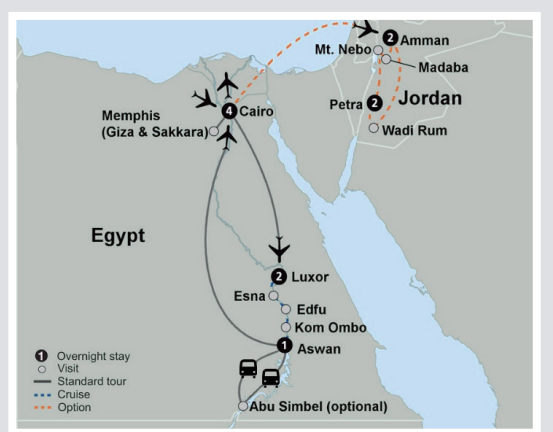 2 Amman
Mt. Nebo
Madaba
Petra 2
Jordan
Wadi Rum
4 Cairo
Memphis
(Giza & Sakkara)
Egypt
2 Luxor
Esna
Edfu
Kom Ombo
1 Aswan
Abu Simbel (optional)
1 Overnight stay
Visit
Standard tour
Cruise
Option